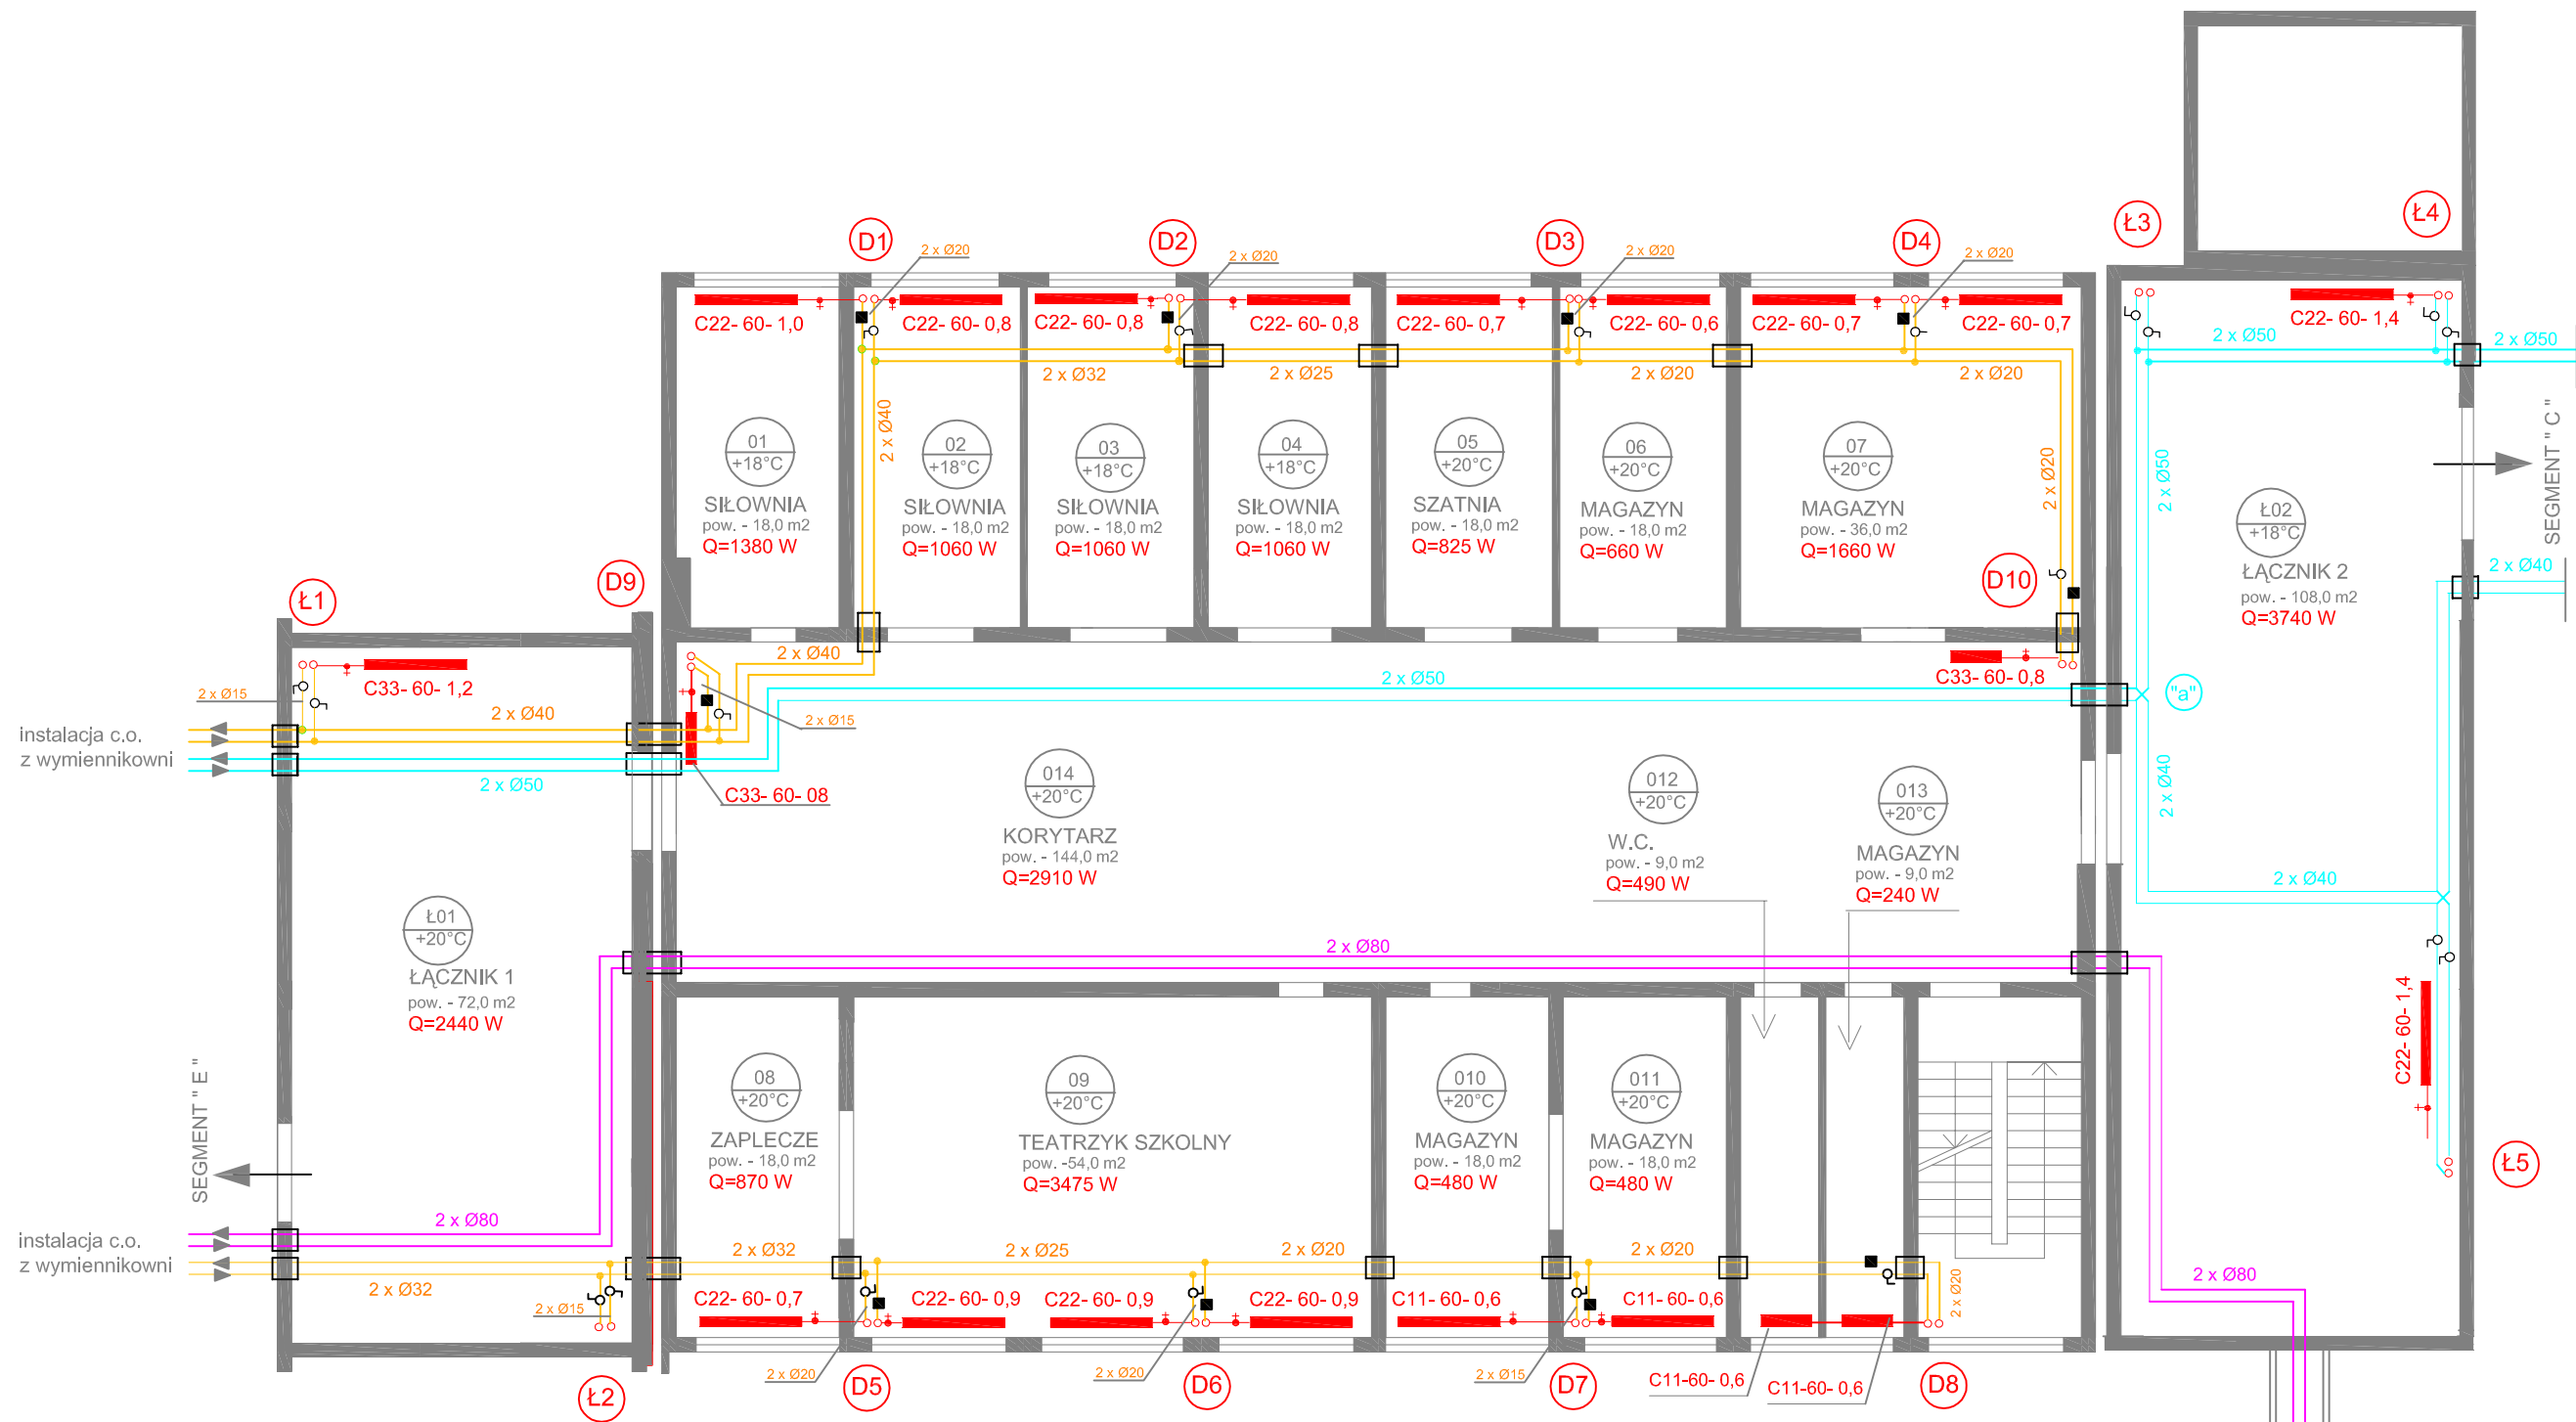 Ł4
Ł3
D1
2 x Ø20
D2
2 x Ø20
D3
2 x Ø20
D4
2 x Ø20
C22- 60- 1,0
C22- 60- 0,8
C22- 60- 0,8
C22- 60- 0,8
C22- 60- 0,7
C22- 60- 0,6
C22- 60- 0,7
C22- 60- 0,7
C22- 60- 1,4
2 x Ø50
2 x Ø50
2 x Ø32
2 x Ø25
2 x Ø20
2 x Ø20
2 x Ø40
2 x Ø20
2 x Ø50
SEGMENT " C "
01
+18°C
SIŁOWNIA
pow. - 18,0 m2
Q=1380 W
02
+18°C
SIŁOWNIA
pow. - 18,0 m2
Q=1060 W
03
+18°C
SIŁOWNIA
pow. - 18,0 m2
Q=1060 W
04
+18°C
SIŁOWNIA
pow. - 18,0 m2
Q=1060 W
05
+20°C
SZATNIA
pow. - 18,0 m2
Q=825 W
06
+20°C
MAGAZYN
pow. - 18,0 m2
Q=660 W
07
+20°C
MAGAZYN
pow. - 36,0 m2
Q=1660 W
Ł02
+18°C
ŁĄCZNIK 2
pow. - 108,0 m2
Q=3740 W
2 x Ø40
D9
Ł1
D10
C33- 60- 1,2
2 x Ø15
2 x Ø40
2 x Ø40
2 x Ø50
C33- 60- 0,8
"a"
instalacja c.o.
z wymiennikowni
2 x Ø15
2 x Ø50
C33- 60- 08
2 x Ø40
014
+20°C
KORYTARZ
pow. - 144,0 m2
Q=2910 W
012
+20°C
W.C.
pow. - 9,0 m2
Q=490 W
013
+20°C
MAGAZYN
pow. - 9,0 m2
Q=240 W
2 x Ø40
Ł01
+20°C
ŁĄCZNIK 1
pow. - 72,0 m2
Q=2440 W
2 x Ø80
C22- 60- 1,4
SEGMENT " E "
08
+20°C
ZAPLECZE
pow. - 18,0 m2
Q=870 W
09
+20°C
TEATRZYK SZKOLNY
pow. -54,0 m2
Q=3475 W
010
+20°C
MAGAZYN
pow. - 18,0 m2
Q=480 W
011
+20°C
MAGAZYN
pow. - 18,0 m2
Q=480 W
Ł5
2 x Ø80
instalacja c.o.
z wymiennikowni
2 x Ø32
2 x Ø32
2 x Ø25
2 x Ø20
2 x Ø20
2 x Ø20
2 x Ø80
2 x Ø15
C22- 60- 0,7
C22- 60- 0,9
C22- 60- 0,9
C22- 60- 0,9
C11- 60- 0,6
C11- 60- 0,6
2 x Ø20
2 x Ø20
2 x Ø15
C11-60- 0,6
C11-60- 0,6
Ł2
D5
D6
D7
D8